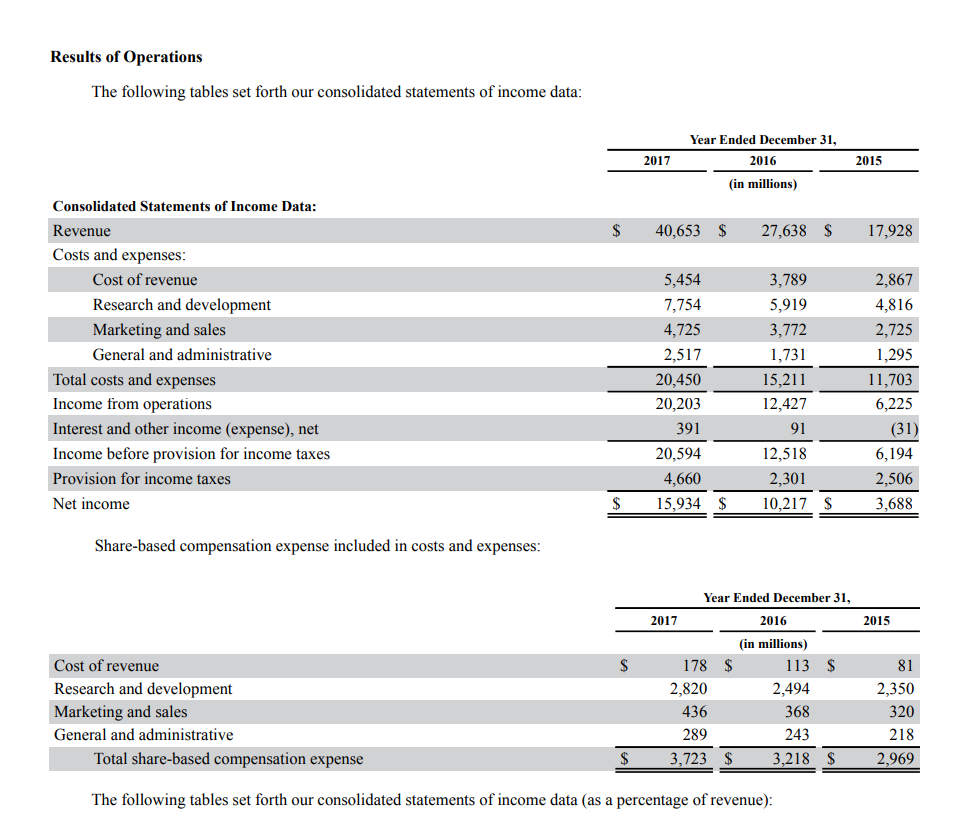 Results of Operations
The following tables set forth our consolidated statements of income data:
Year Ended December 31,
2017 2016 2015
(in millions)
Consolidated Statements of Income Data:
Revenue $ 40,653 $ 27,638 $ 17,928
Costs and expenses:
Cost of revenue 5,454 3,789 2,867
Research and development 7,754 5,919 4,816
Marketing and sales 4,725 3,772 2,725
General and administrative 2,517 1,731 1,295
Total costs and expenses 20,450 15,211 11,703
Income from operations 20,203 12,427 6,225
Interest and other income (expense), net 391 91 (31)
Income before provision for income taxes 20,594 12,518 6,194
Provision for income taxes 4,660 2,301 2,506
Net income $ 15,934 $ 10,217 $ 3,688
Share-based compensation expense included in costs and expenses:
Year Ended December 31,
2017 2016 2015
(in millions)
Cost of revenue $ 178 $ 113 $ 81
Research and development 2,820 2,494 2,350
Marketing and sales 436 368 320
General and administrative 289 243 218
Total share-based compensation expense $ 3,723 $ 3,218 $ 2,969
The following tables set forth our consolidated statements of income data (as a percentage of revenue):